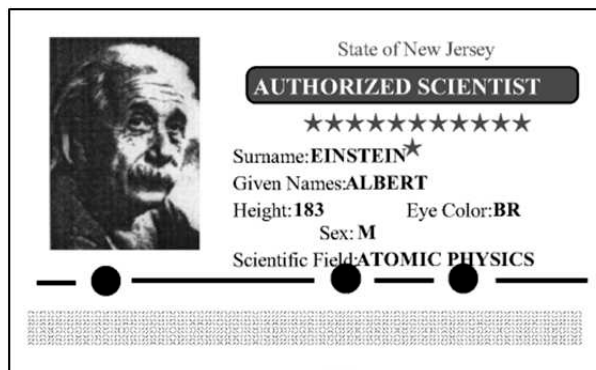 State of New Jersey
AUTHORIZED SCIENTIST
Surname:EINSTEIN
Given Names:ALBERT
Height:183 Eye Color:BR
Sex: M
Scientific Field:ATOMIC PHYSICS